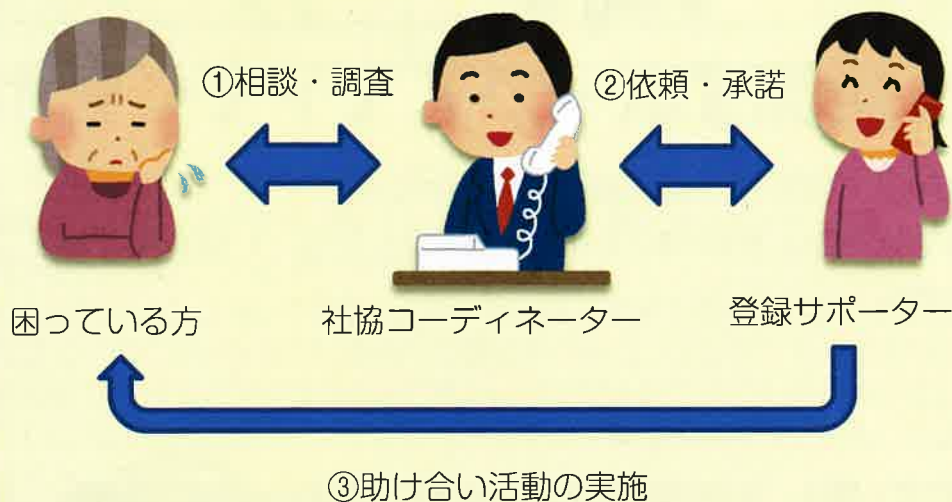 ①相談・調査
②依頼・承諾
困っている方
社協コーディネーター
登録サポーター
③助け合い活動の実施